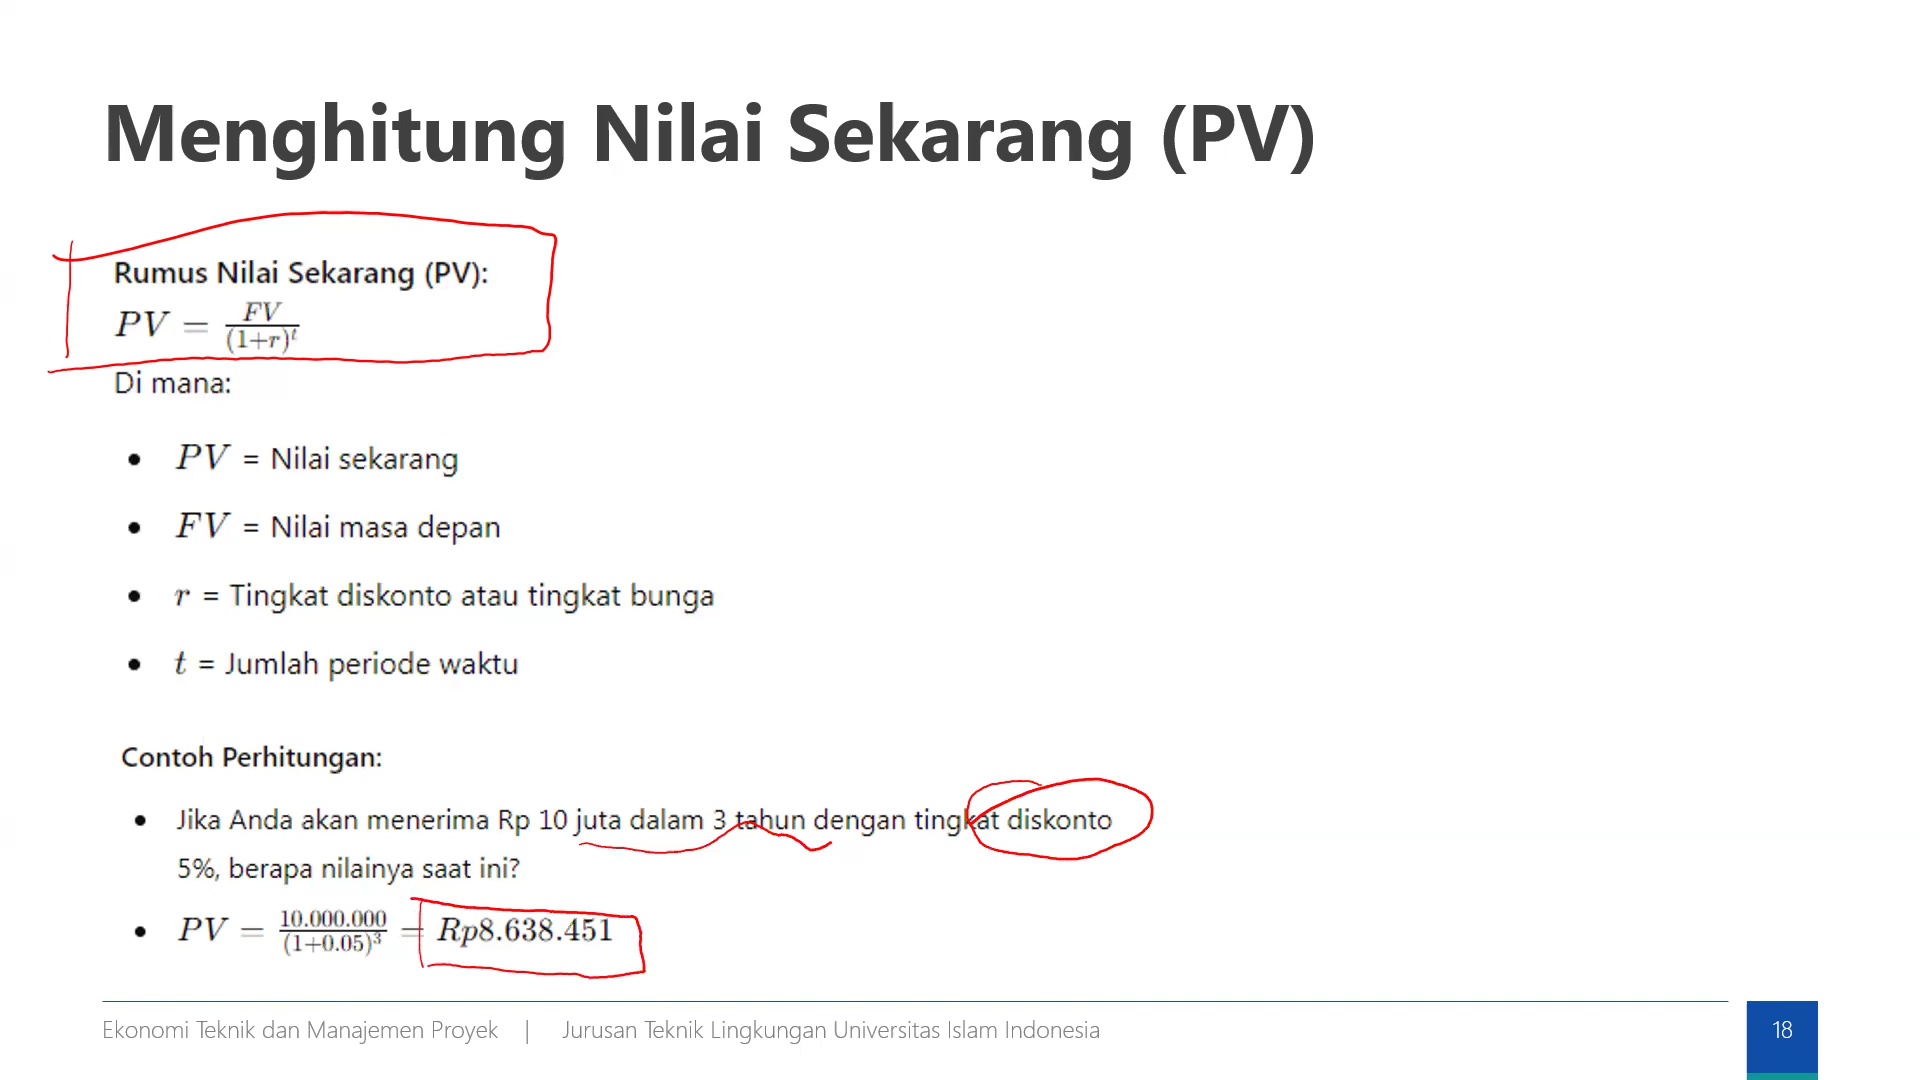 Menghitung Nilai Sekarang (PV)
Rumus Nilai Sekarang (PV):
PV = FV/(1+r)^t
Di mana:
• PV = Nilai sekarang
• FV = Nilai masa depan
• r = Tingkat diskonto atau tingkat bunga
• t = Jumlah periode waktu
Contoh Perhitungan:
• Jika Anda akan menerima Rp 10 juta dalam 3 tahun dengan tingkat diskonto
5%, berapa nilainya saat ini?
• PV = 10.000.000/(1+0.05)^3 = Rp8.638.451
Ekonomi Teknik dan Manajemen Proyek | Jurusan Teknik Lingkungan Universitas Islam Indonesia
18